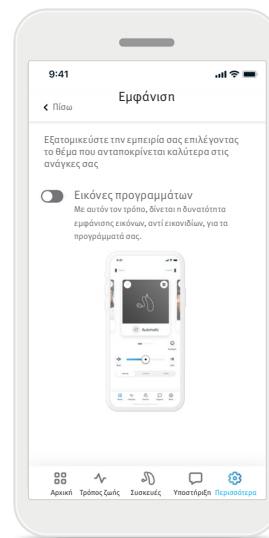 9:41
Πίσω
Εμφάνιση
Εξατομικεύστε την εμπειρία σας επιλέγοντας
το θέμα που ανταποκρίνεται καλύτερα στις
ανάγκες σας
Εικόνες προγραμμάτων
Με αυτόν τον τρόπο, δίνεται η δυνατότητα
εμφάνισης εικόνων, αντί εικονιδίων, για τα
προγράμματά σας.
Automatic
Αρχική Τρόπος ζωής Συσκευές Υποστήριξη Περισσότερα